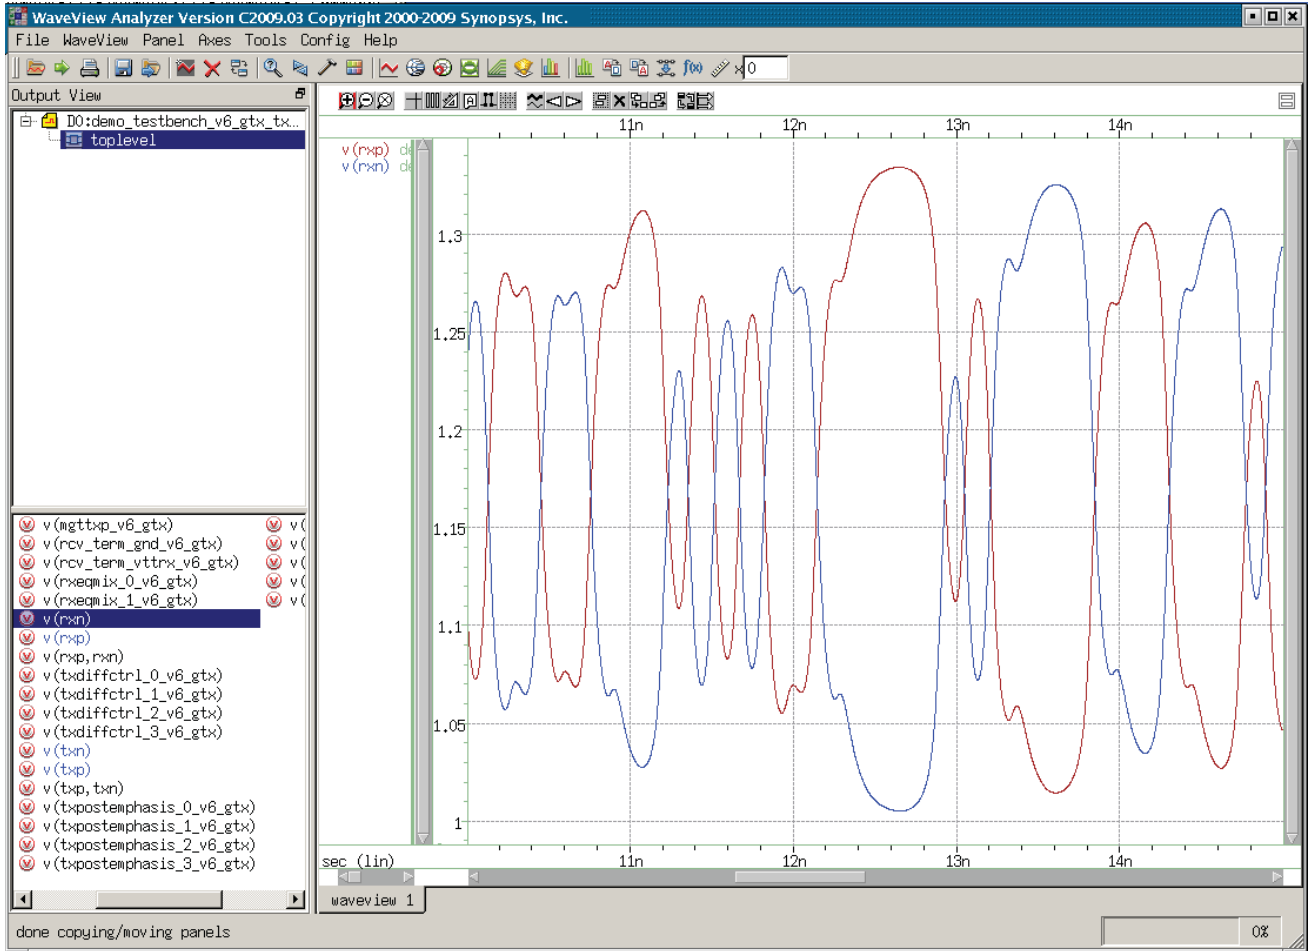 WaveView Analyzer Version C2009.03 Copyright 2000-2009 Synopsys, Inc.
File WaveView Panel Axes Tools Config Help
f(x) x 0
Output View
D0:demo_testbench_v6_gtx_tx...
toplevel
11n 12n 13n 14n
v(rxp) de
v(rxn) de
1.3
1.25
1.2
1.15
1.1
1.05
1
v(mgttxp_v6_gtx) v(
v(rcv_term_gnd_v6_gtx) v(
v(rcv_term_vttrx_v6_gtx) v(
v(rxeqmix_0_v6_gtx) v(
v(rxeqmix_1_v6_gtx) v(
v(rxn)
v(rxp)
v(rxp,rxn)
v(txdiffctrl_0_v6_gtx)
v(txdiffctrl_1_v6_gtx)
v(txdiffctrl_2_v6_gtx)
v(txdiffctrl_3_v6_gtx)
v(txn)
v(txp)
v(txp,txn)
v(txpostemphasis_0_v6_gtx)
v(txpostemphasis_1_v6_gtx)
v(txpostemphasis_2_v6_gtx)
v(txpostemphasis_3_v6_gtx)
sec (lin) 11n 12n 13n 14n
waveview 1
done copying/moving panels 0%